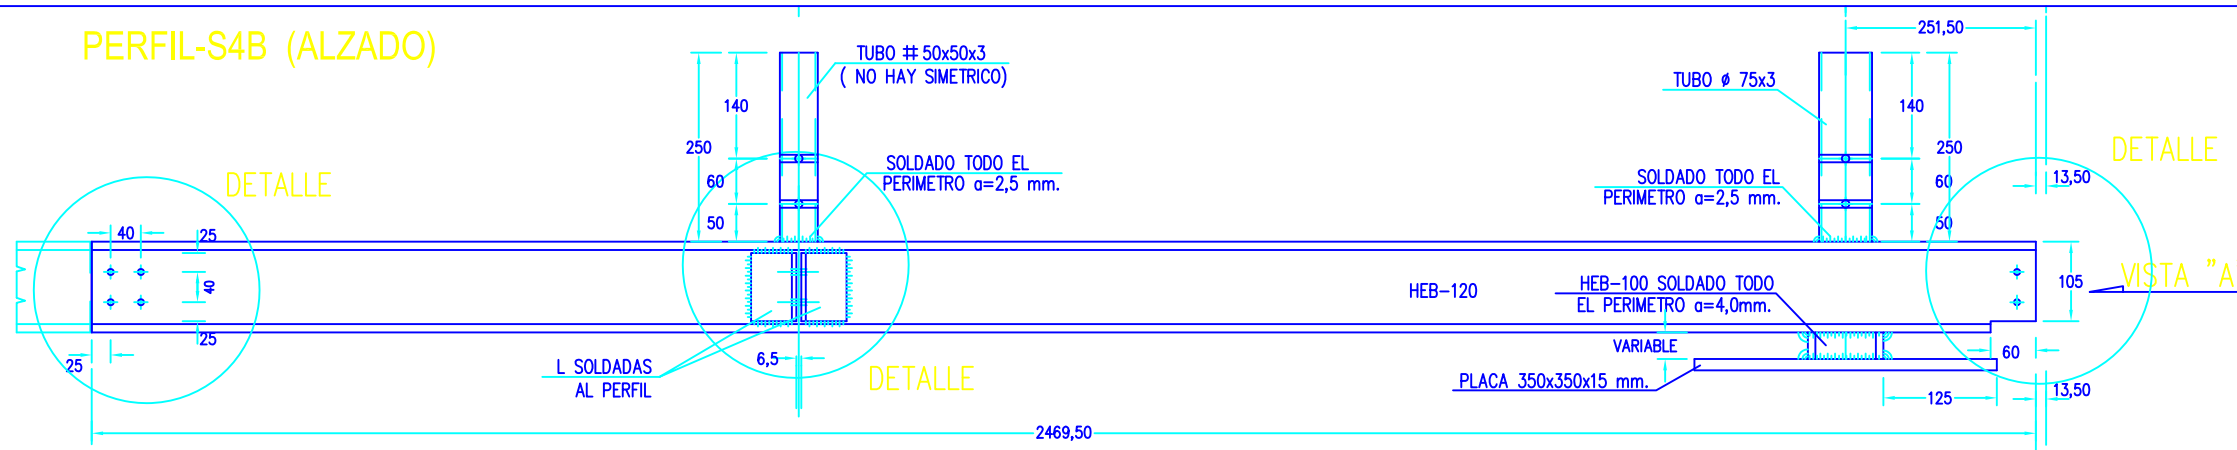 PERFIL-S4B (ALZADO)
TUBO # 50x50x3
( NO HAY SIMETRICO)
140
250
60
50
SOLDADO TODO EL
PERIMETRO a=2,5 mm.
DETALLE
40
25
40
25
25
L SOLDADAS
AL PERFIL
6,5
DETALLE
2469,50
251,50
TUBO ø 75x3
140
250
60
50
SOLDADO TODO EL
PERIMETRO a=2,5 mm.
DETALLE
13,50
HEB-120
HEB-100 SOLDADO TODO
EL PERIMETRO a=4,0mm.
105
VISTA "A
VARIABLE
60
PLACA 350x350x15 mm.
125
13,50